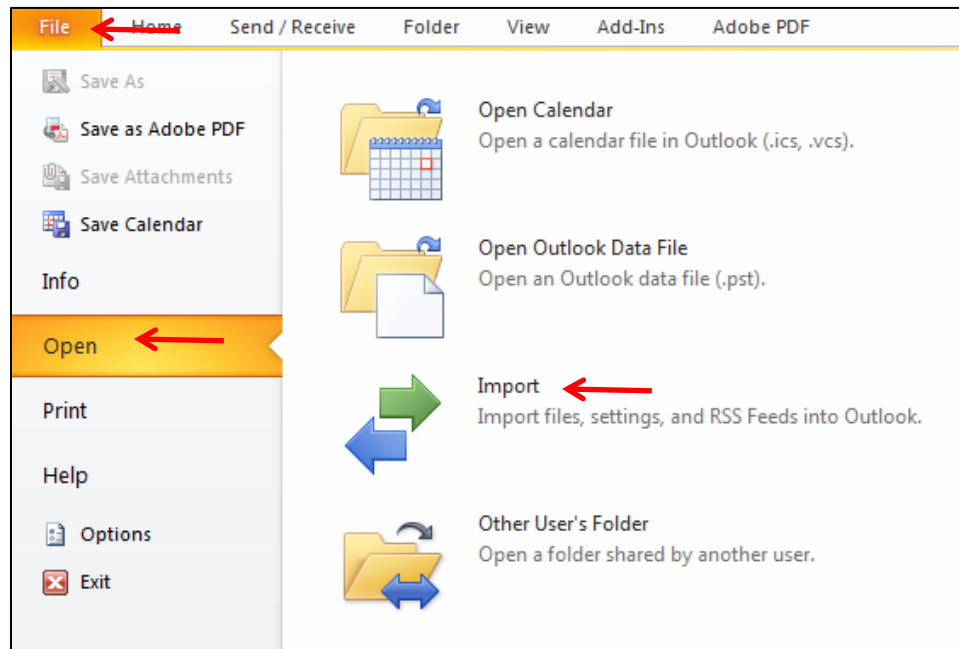 File Home Send / Receive Folder View Add-Ins Adobe PDF
Save As
Save as Adobe PDF
Save Attachments
Save Calendar
Info
Open
Print
Help
Options
Exit
Open Calendar
Open a calendar file in Outlook (.ics, .vcs).
Open Outlook Data File
Open an Outlook data file (.pst).
Import
Import files, settings, and RSS Feeds into Outlook.
Other User's Folder
Open a folder shared by another user.